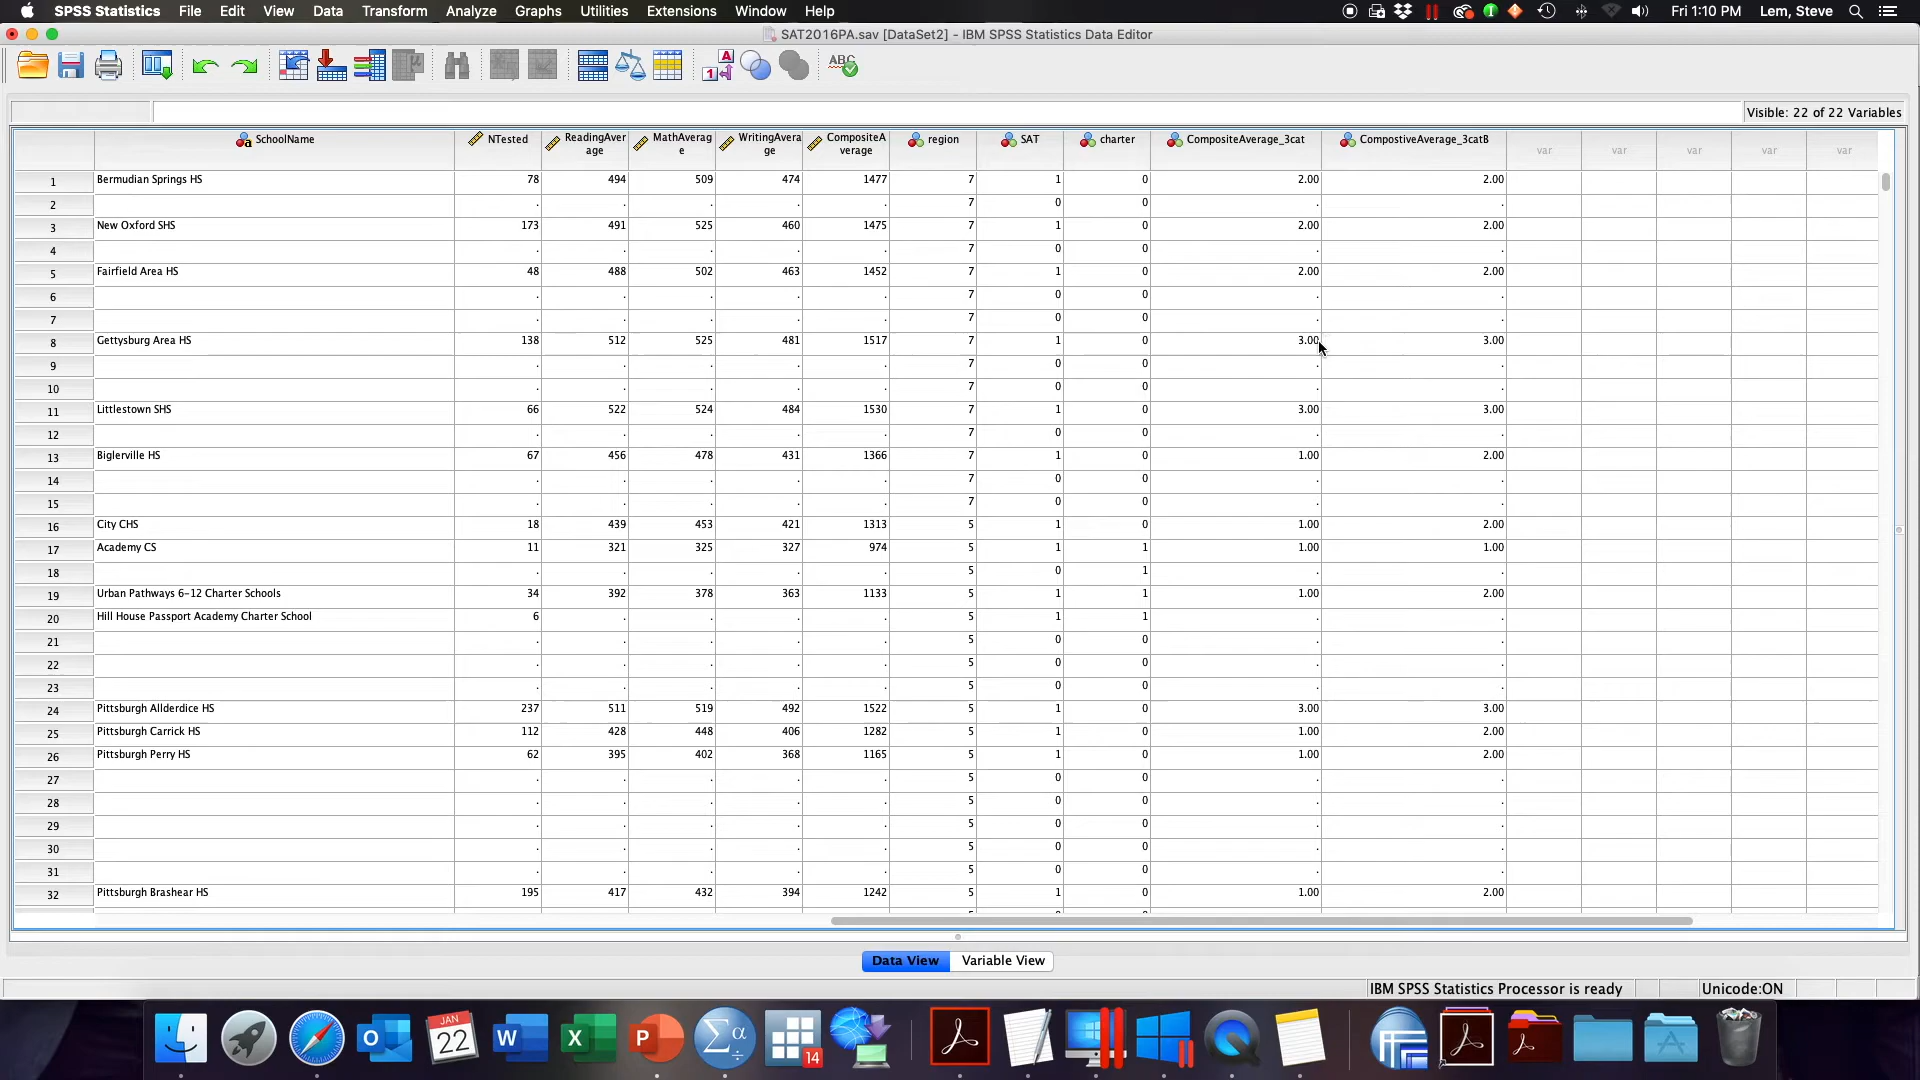 SPSS Statistics File Edit View Data Transform Analyze Graphs Utilities Extensions Window Help Fri 1:10 PM Lem, Steve
SAT2016PA.sav [DataSet2] - IBM SPSS Statistics Data Editor
Visible: 22 of 22 Variables
SchoolName NTested ReadingAverage MathAverage WritingAverage CompositeAverage region SAT charter CompositeAverage_3cat CompostiveAverage_3catB var var var var var
1 Bermudian Springs HS 78 494 509 474 1477 7 1 0 2.00 2.00
2 . . . . . 7 0 0 . .
3 New Oxford SHS 173 491 525 460 1475 7 1 0 2.00 2.00
4 . . . . . 7 0 0 . .
5 Fairfield Area HS 48 488 502 463 1452 7 1 0 2.00 2.00
6 . . . . . 7 0 0 . .
7 . . . . . 7 0 0 . .
8 Gettysburg Area HS 138 512 525 481 1517 7 1 0 3.00 3.00
9 . . . . . 7 0 0 . .
10 . . . . . 7 0 0 . .
11 Littlestown SHS 66 522 524 484 1530 7 1 0 3.00 3.00
12 . . . . . 7 0 0 . .
13 Biglerville HS 67 456 478 431 1366 7 1 0 1.00 2.00
14 . . . . . 7 0 0 . .
15 . . . . . 7 0 0 . .
16 City CHS 18 439 453 421 1313 5 1 0 1.00 2.00
17 Academy CS 11 321 325 327 974 5 1 1 1.00 1.00
18 . . . . . 5 0 1 . .
19 Urban Pathways 6-12 Charter Schools 34 392 378 363 1133 5 1 1 1.00 2.00
20 Hill House Passport Academy Charter School 6 . . . . 5 1 1 . .
21 . . . . . 5 0 0 . .
22 . . . . . 5 0 0 . .
23 . . . . . 5 0 0 . .
24 Pittsburgh Allderdice HS 237 511 519 492 1522 5 1 0 3.00 3.00
25 Pittsburgh Carrick HS 112 428 448 406 1282 5 1 0 1.00 2.00
26 Pittsburgh Perry HS 62 395 402 368 1165 5 1 0 1.00 2.00
27 . . . . . 5 0 0 . .
28 . . . . . 5 0 0 . .
29 . . . . . 5 0 0 . .
30 . . . . . 5 0 0 . .
31 . . . . . 5 0 0 . .
32 Pittsburgh Brashear HS 195 417 432 394 1242 5 1 0 1.00 2.00
Data View Variable View
IBM SPSS Statistics Processor is ready Unicode:ON
JAN
22
14